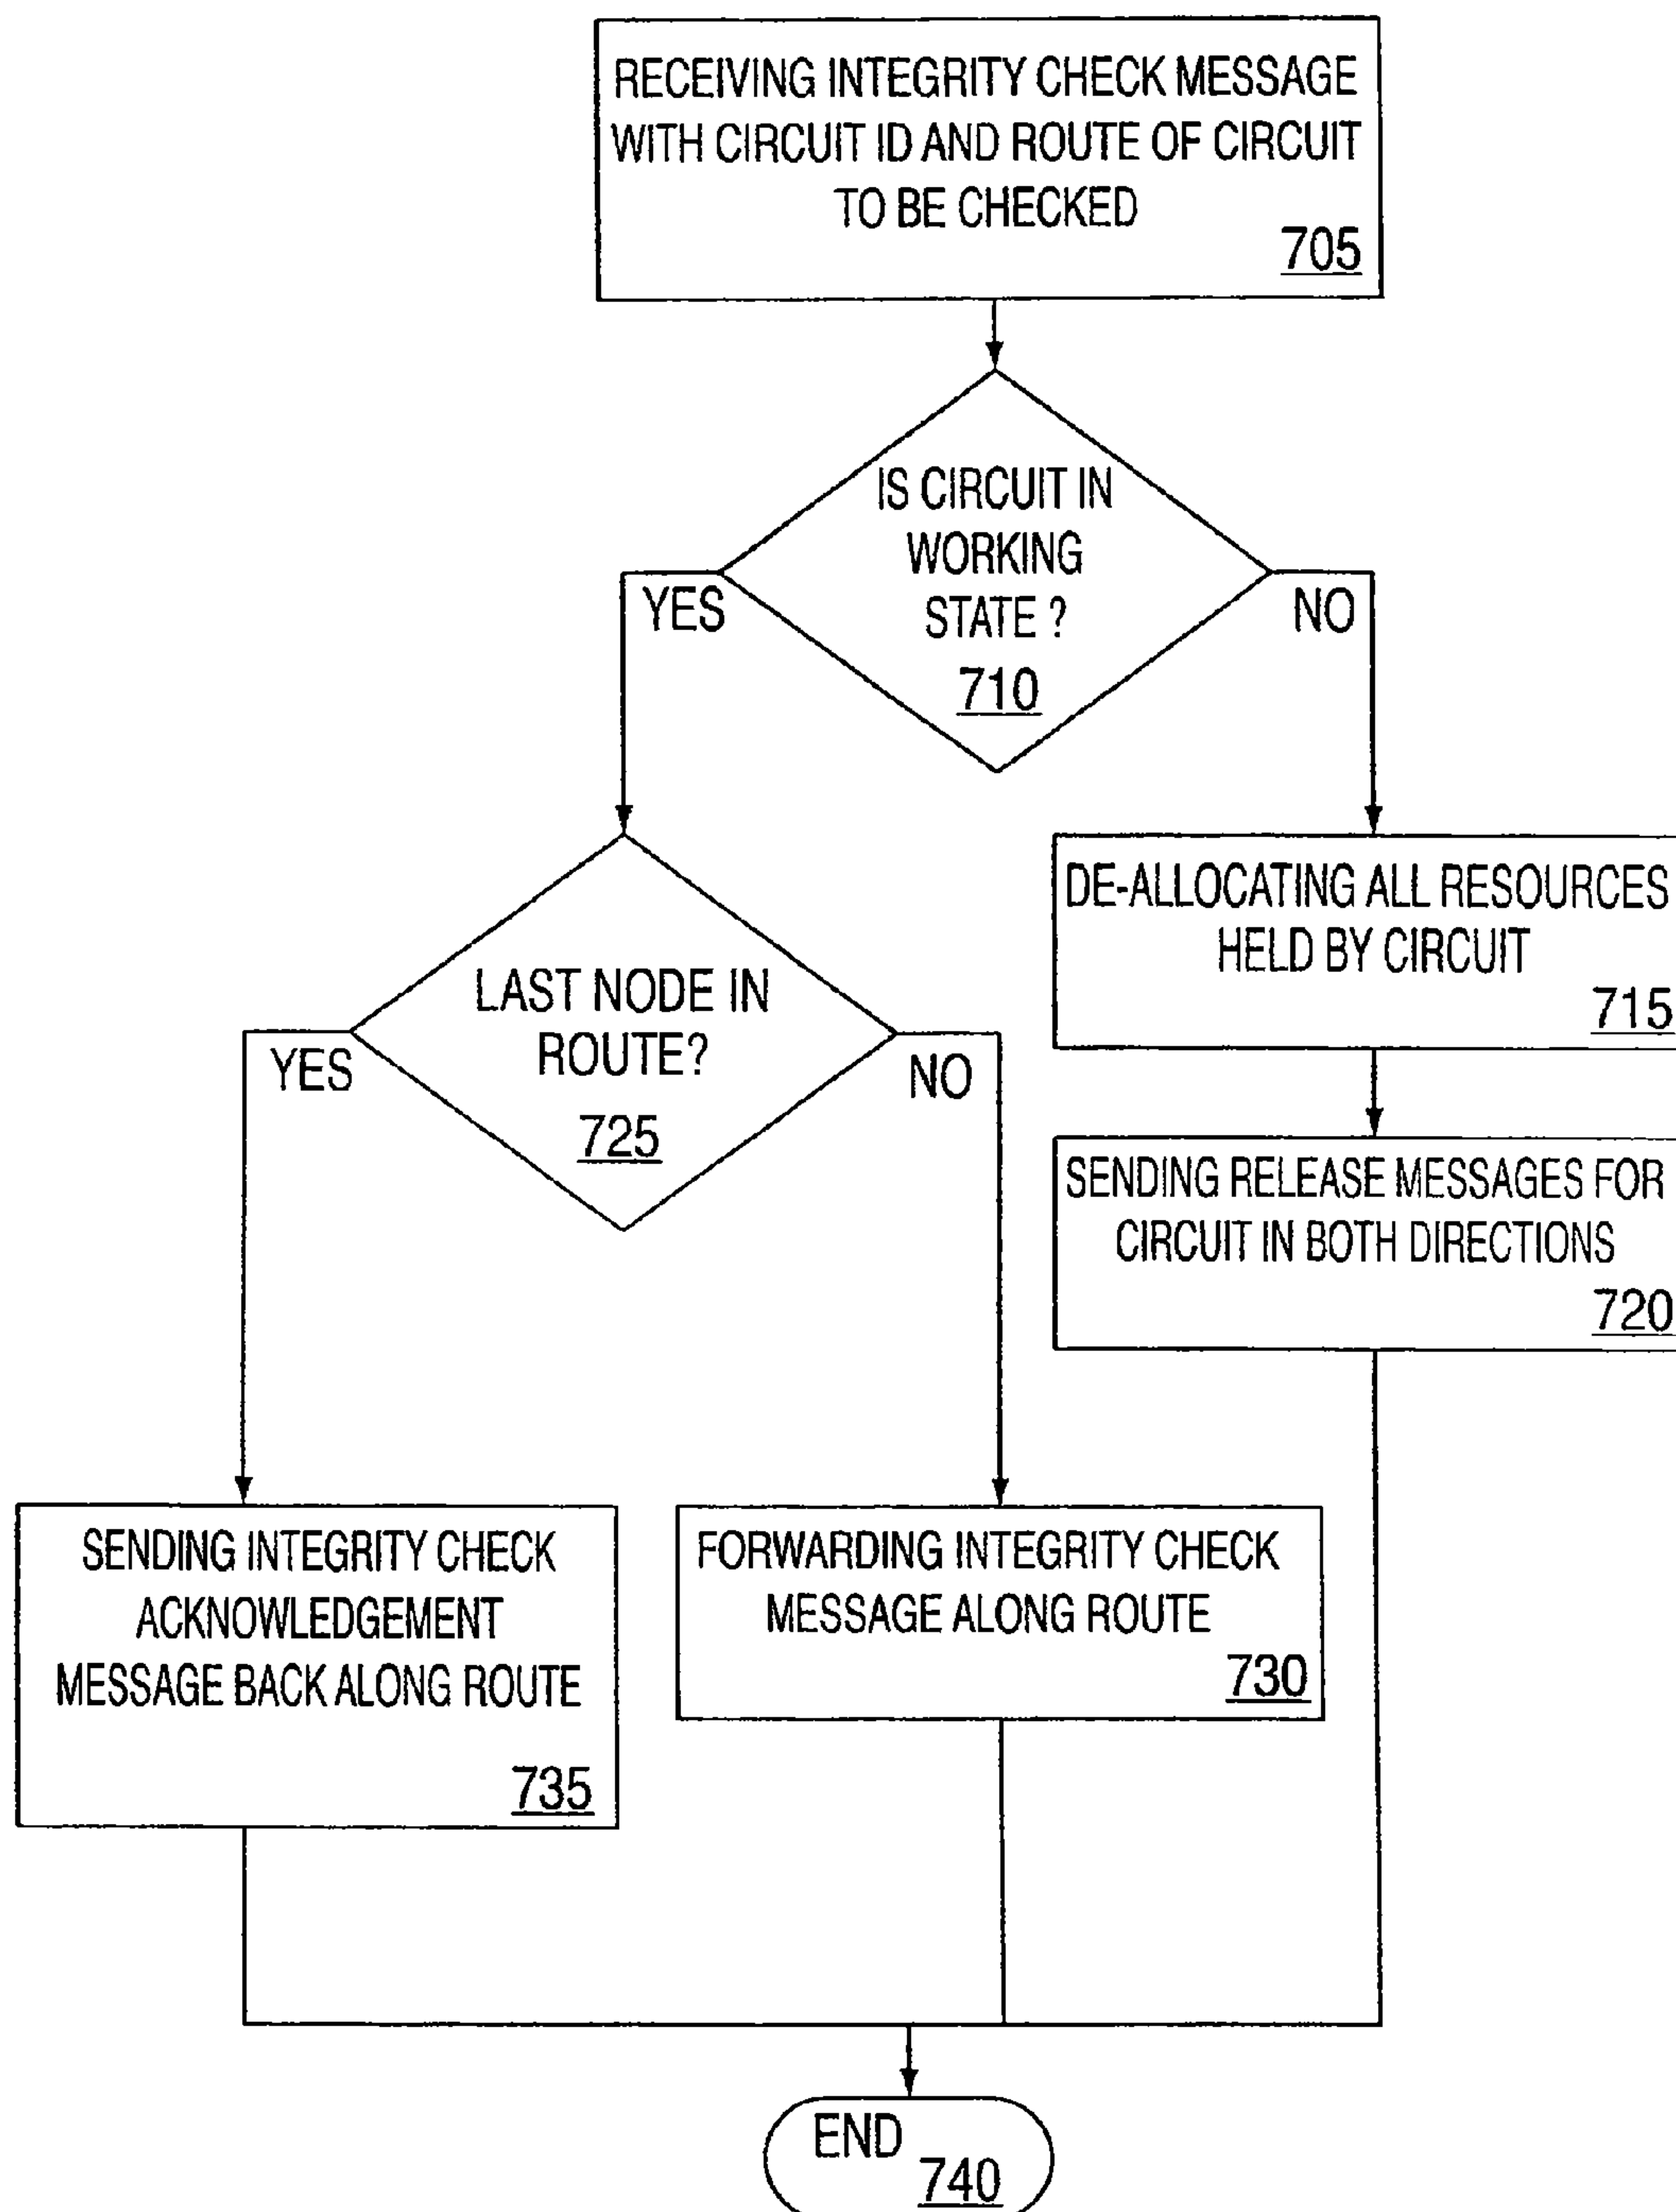 RECEIVING INTEGRITY CHECK MESSAGE
WITH CIRCUIT ID AND ROUTE OF CIRCUIT
TO BE CHECKED
705
IS CIRCUIT IN
WORKING
STATE ?
710
YES
NO
DE-ALLOCATING ALL RESOURCES
HELD BY CIRCUIT
715
LAST NODE IN
ROUTE?
725
YES
NO
SENDING RELEASE MESSAGES FOR
CIRCUIT IN BOTH DIRECTIONS
720
SENDING INTEGRITY CHECK
ACKNOWLEDGEMENT
MESSAGE BACK ALONG ROUTE
735
FORWARDING INTEGRITY CHECK
MESSAGE ALONG ROUTE
730
END
740